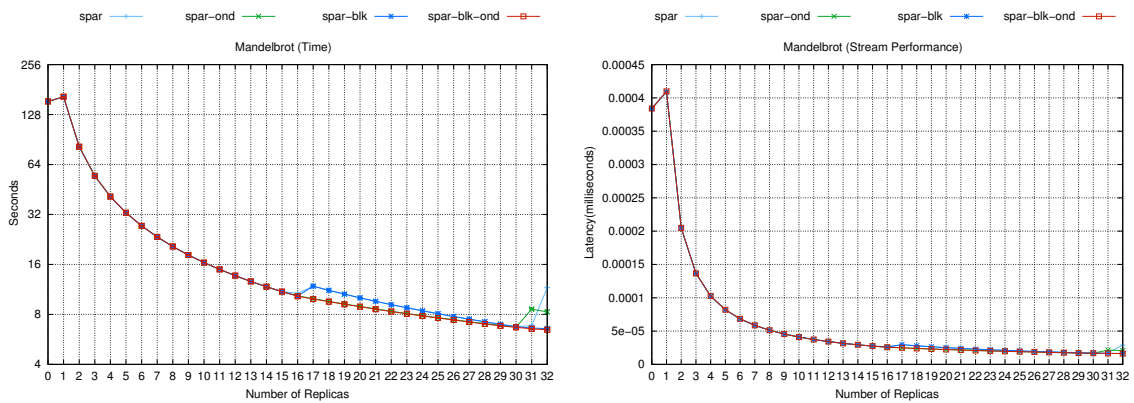 spar spar-ond spar-blk spar-blk-ond
Mandelbrot (Time)
Seconds
256
128
64
32
16
8
4
0 1 2 3 4 5 6 7 8 9 10 11 12 13 14 15 16 17 18 19 20 21 22 23 24 25 26 27 28 29 30 31 32
Number of Replicas
spar spar-ond spar-blk spar-blk-ond
Mandelbrot (Stream Performance)
Latency(milliseconds)
0.00045
0.0004
0.00035
0.0003
0.00025
0.0002
0.00015
0.0001
5e-05
0
0 1 2 3 4 5 6 7 8 9 10 11 12 13 14 15 16 17 18 19 20 21 22 23 24 25 26 27 28 29 30 31 32
Number of Replicas